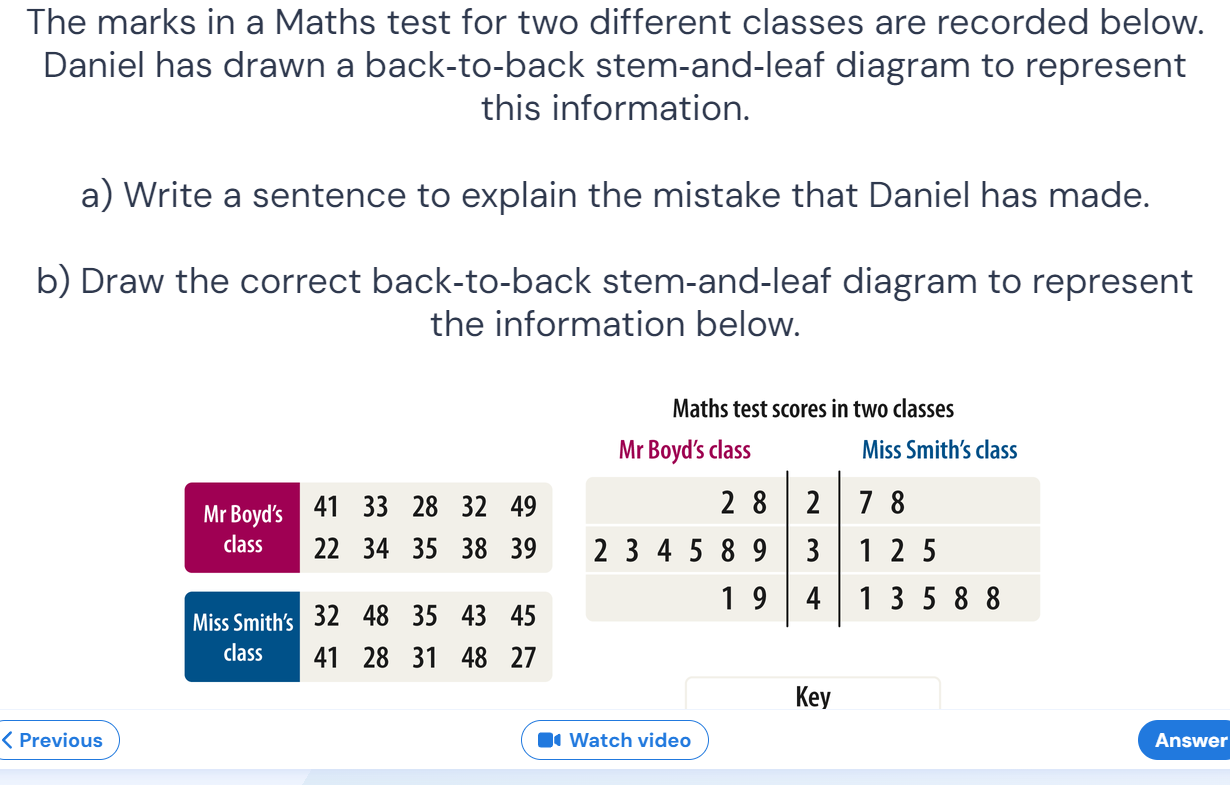 The marks in a Maths test for two different classes are recorded below.
Daniel has drawn a back-to-back stem-and-leaf diagram to represent
this information.
a) Write a sentence to explain the mistake that Daniel has made.
b) Draw the correct back-to-back stem-and-leaf diagram to represent
the information below.
Maths test scores in two classes
Mr Boyd's class Miss Smith's class
Mr Boyd's
class
41 33 28 32 49
22 34 35 38 39
Miss Smith's
class
32 48 35 43 45
41 28 31 48 27
2 8 2 7 8
2 3 4 5 8 9 3 1 2 5
1 9 4 1 3 5 8 8
Key
Previous
Watch video
Answer